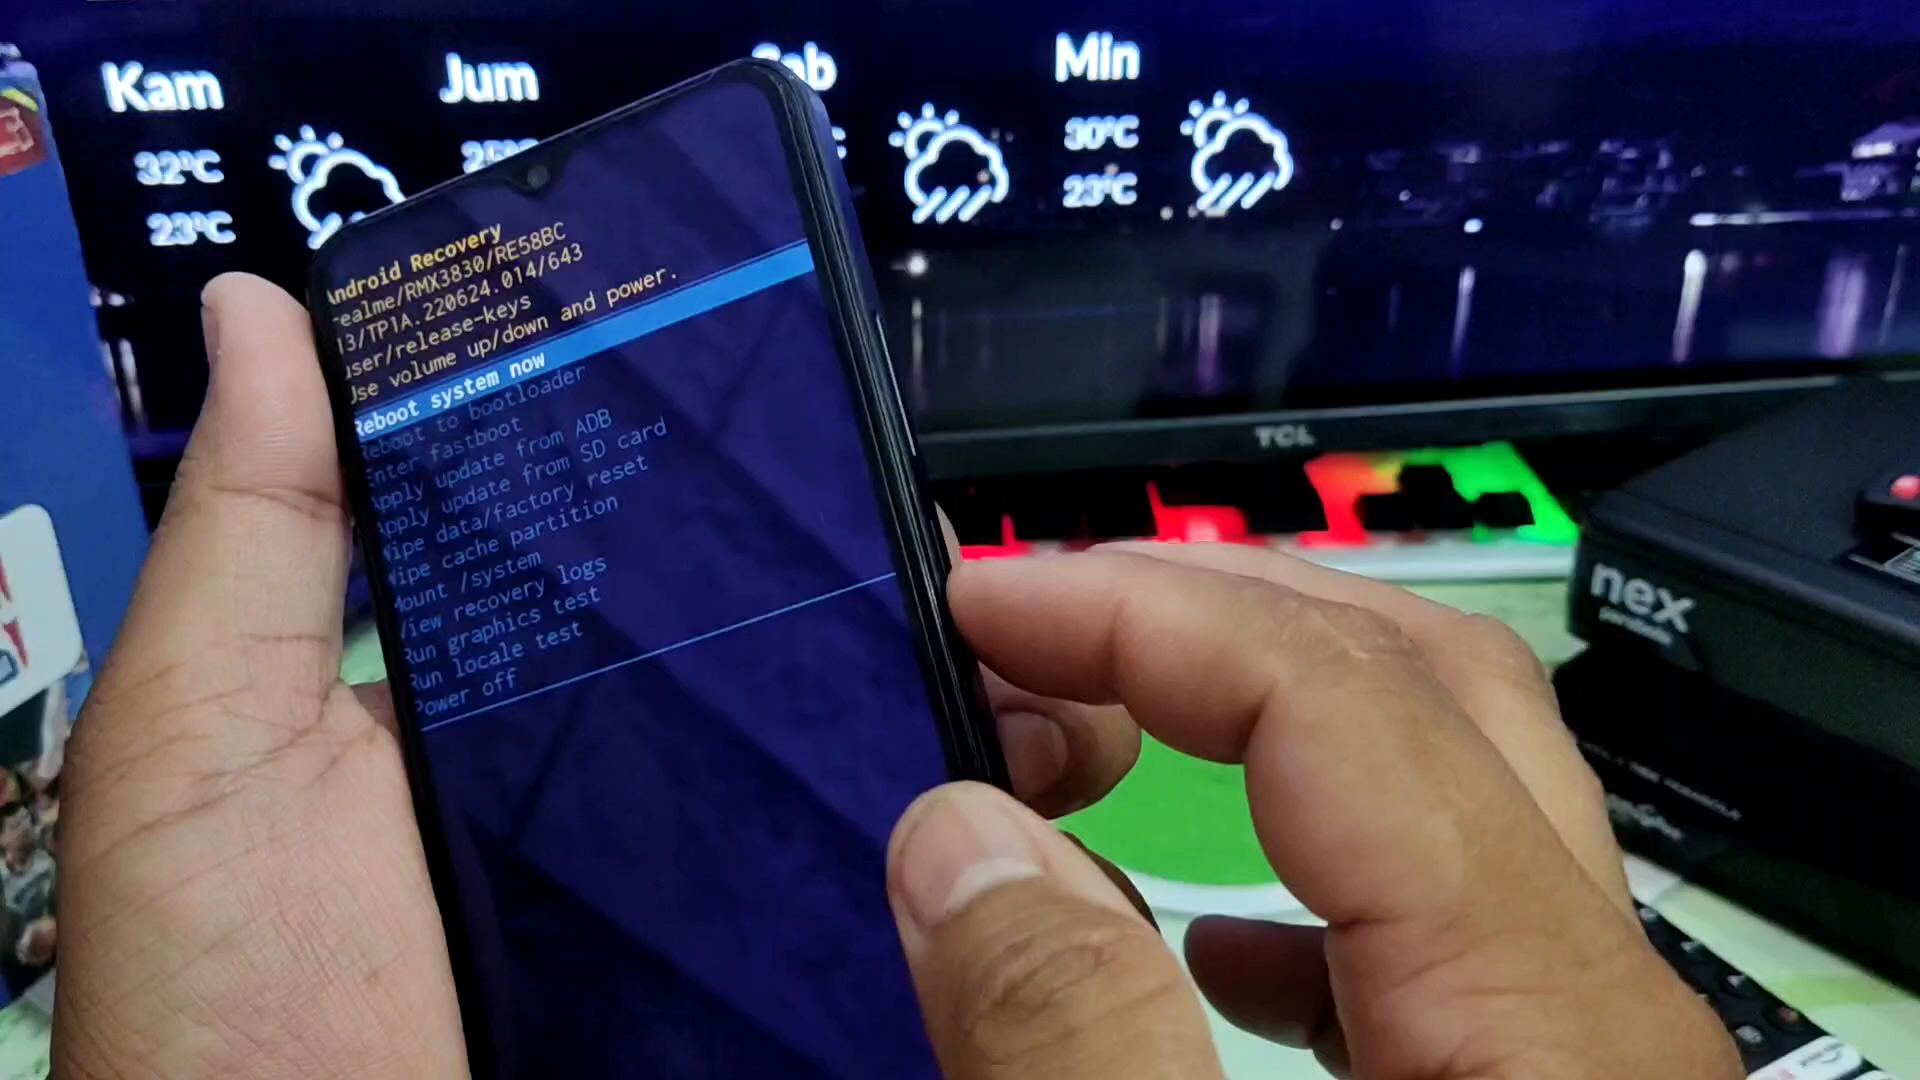 Kam
Jum
Min
32°C
30°C
23°C
23°C
Android Recovery
realme/RMX3830/RE58BC
13/TP1A.220624.014/643
user/release-keys
Use volume up/down and power.
Reboot system now
Reboot to bootloader
Enter fastboot
Apply update from ADB
Apply update from SD card
Wipe data/factory reset
Wipe cache partition
Mount /system
View recovery logs
Run graphics test
Run locale test
Power off
TCL
nex
parabola